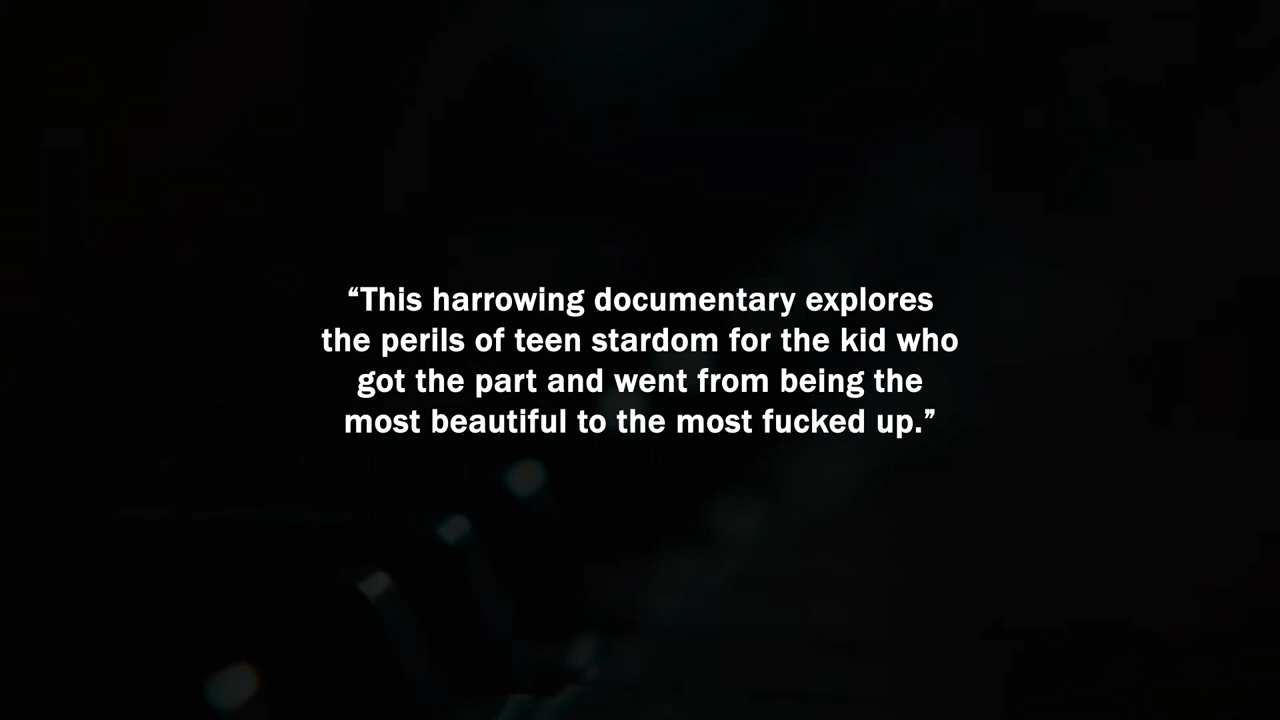 “This harrowing documentary explores
the perils of teen stardom for the kid who
got the part and went from being the
most beautiful to the most fucked up.”